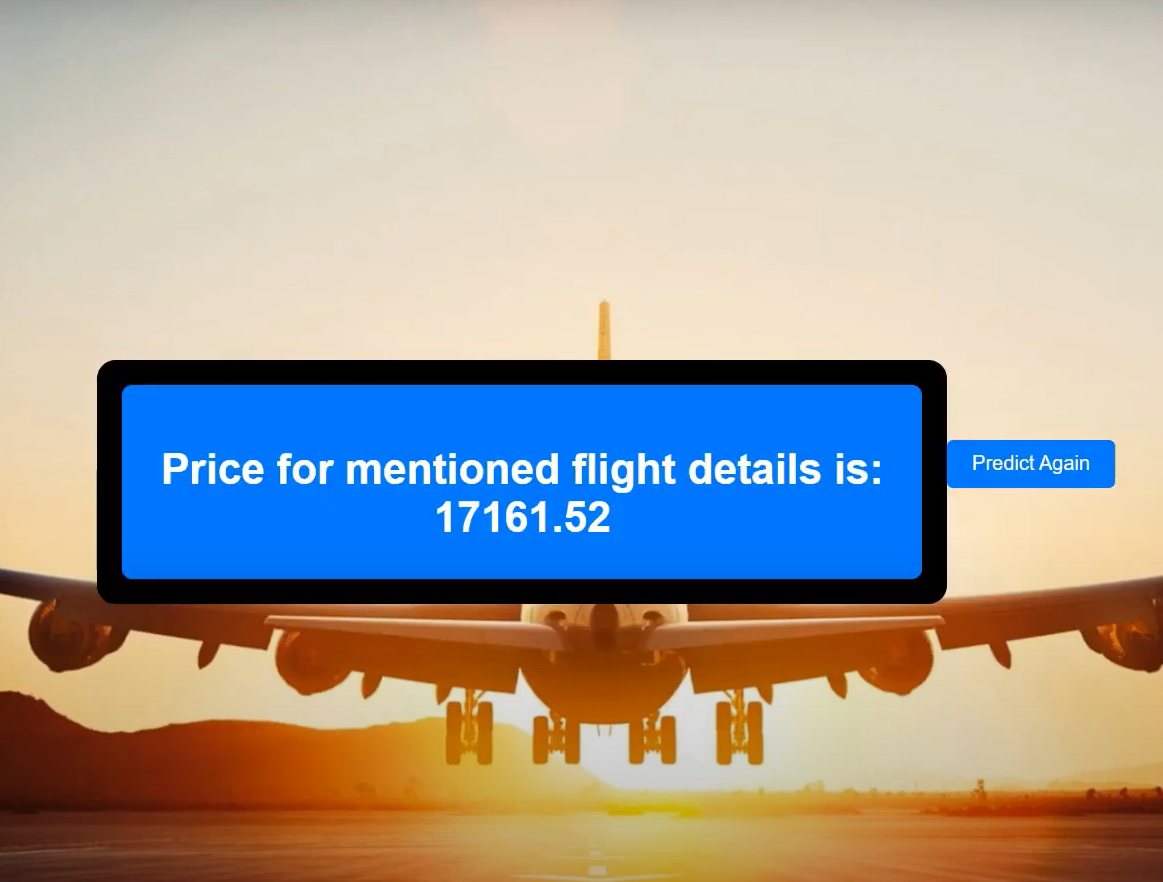 Price for mentioned flight details is:
17161.52
Predict Again